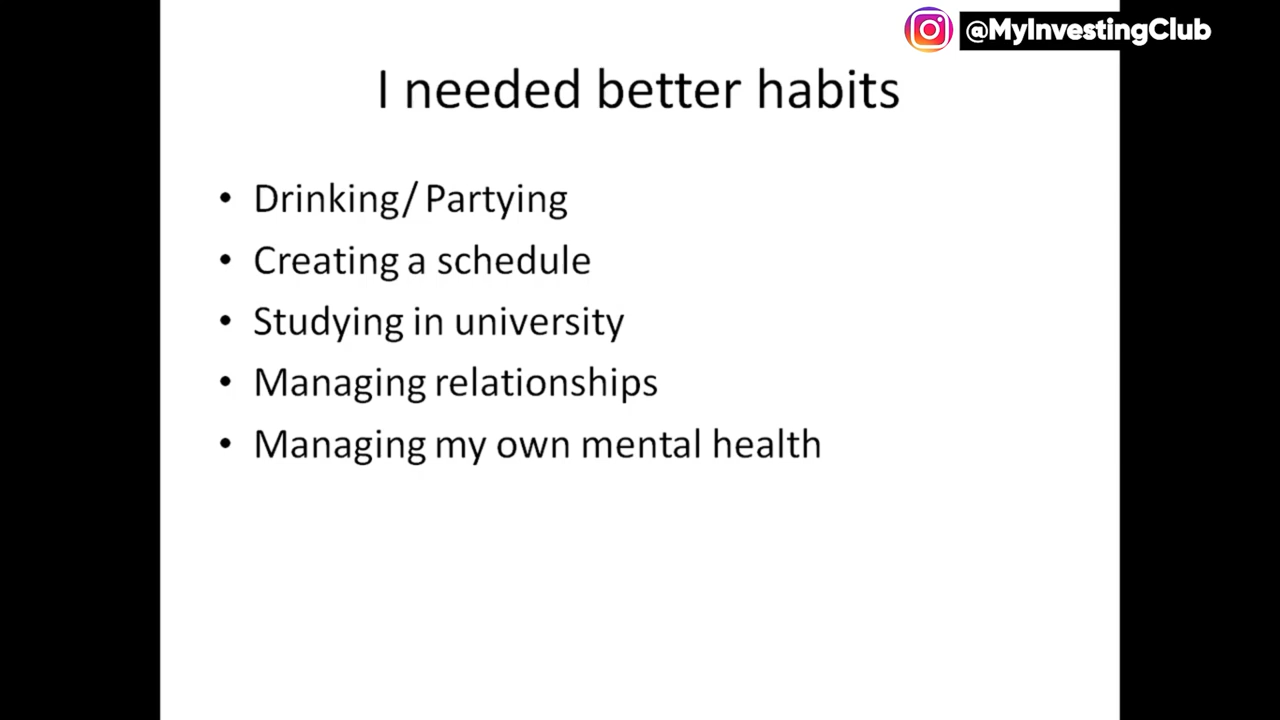 @MyInvestingClub
I needed better habits
• Drinking/ Partying
• Creating a schedule
• Studying in university
• Managing relationships
• Managing my own mental health